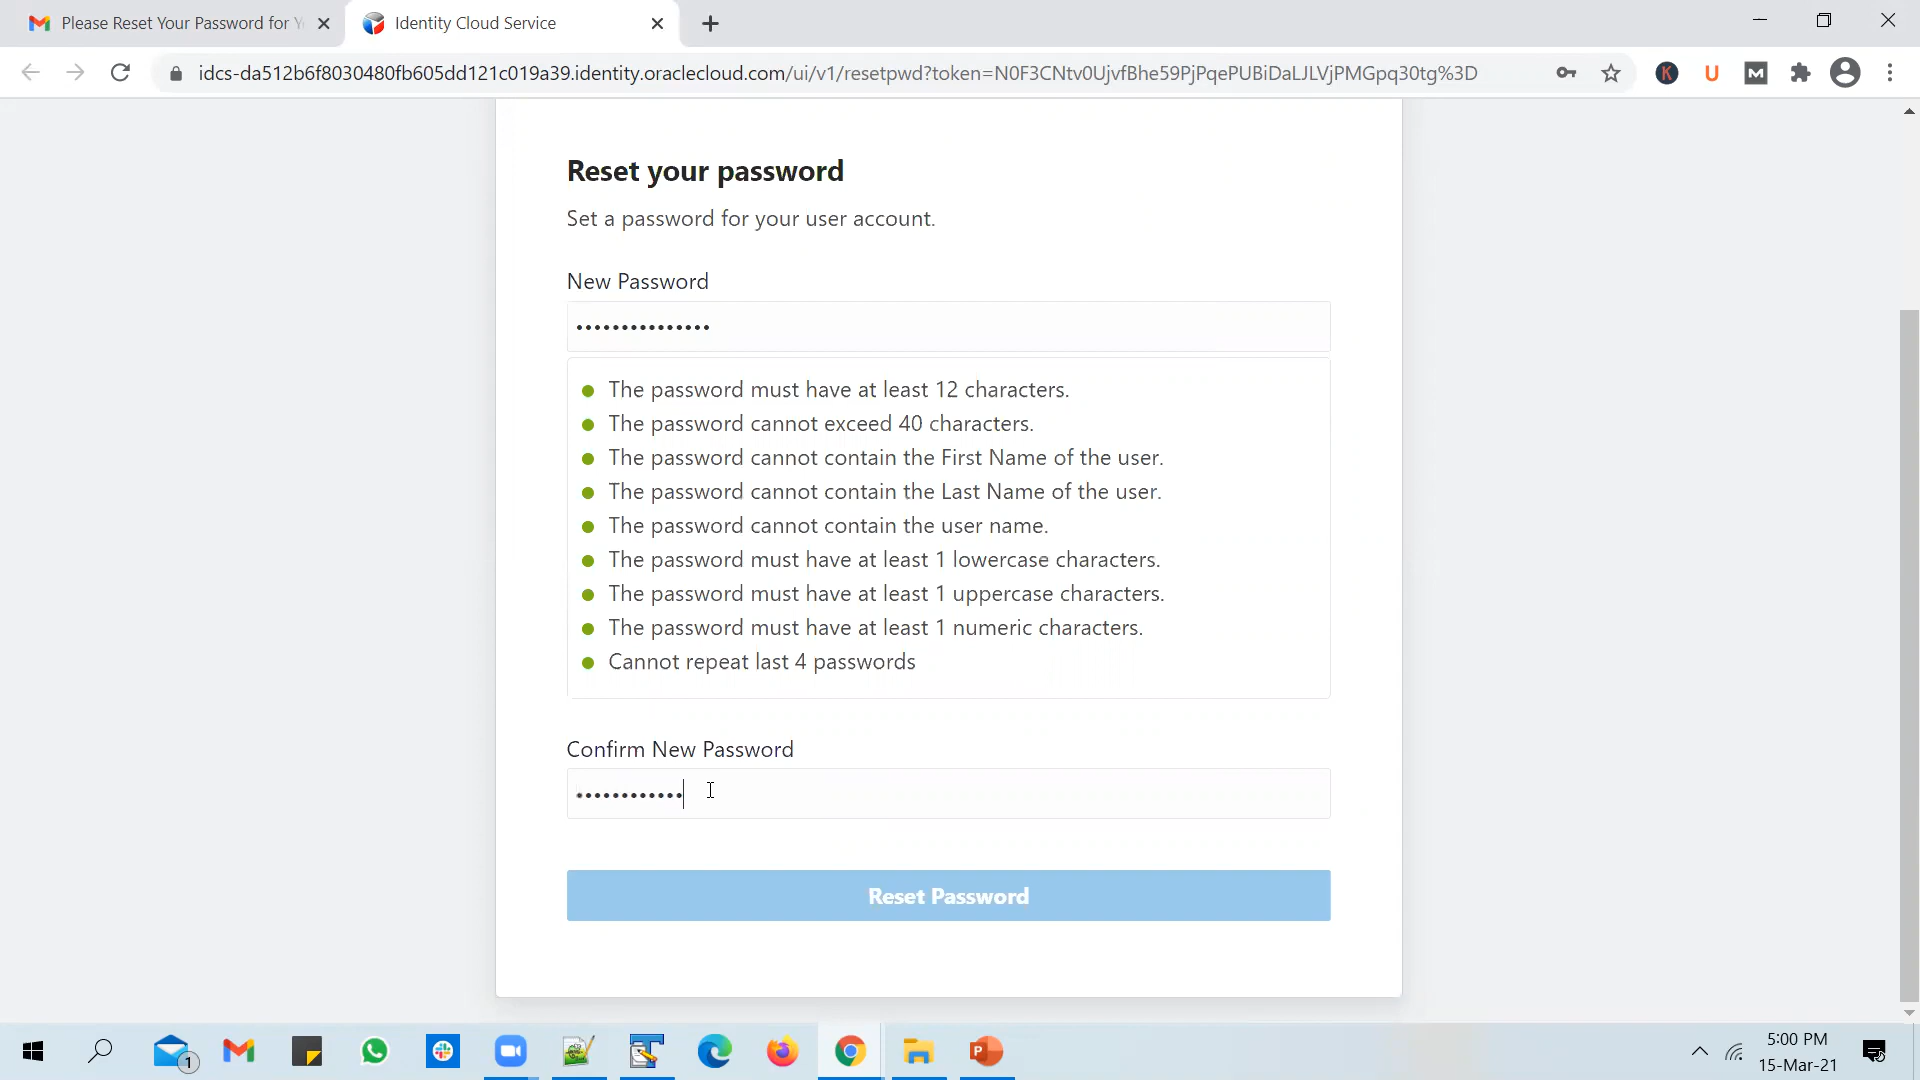 Please Reset Your Password for Y
Identity Cloud Service
idcs-da512b6f8030480fb605dd121c019a39.identity.oraclecloud.com/ui/v1/resetpwd?token=N0F3CNtv0UjvfBhe59PjPqePUBiDaLJLVjPMGpq30tg%3D
K
U
M
Reset your password
Set a password for your user account.
New Password
•••••••••••••••
The password must have at least 12 characters.
The password cannot exceed 40 characters.
The password cannot contain the First Name of the user.
The password cannot contain the Last Name of the user.
The password cannot contain the user name.
The password must have at least 1 lowercase characters.
The password must have at least 1 uppercase characters.
The password must have at least 1 numeric characters.
Cannot repeat last 4 passwords
Confirm New Password
••••••••••••
Reset Password
1
5:00 PM
15-Mar-21